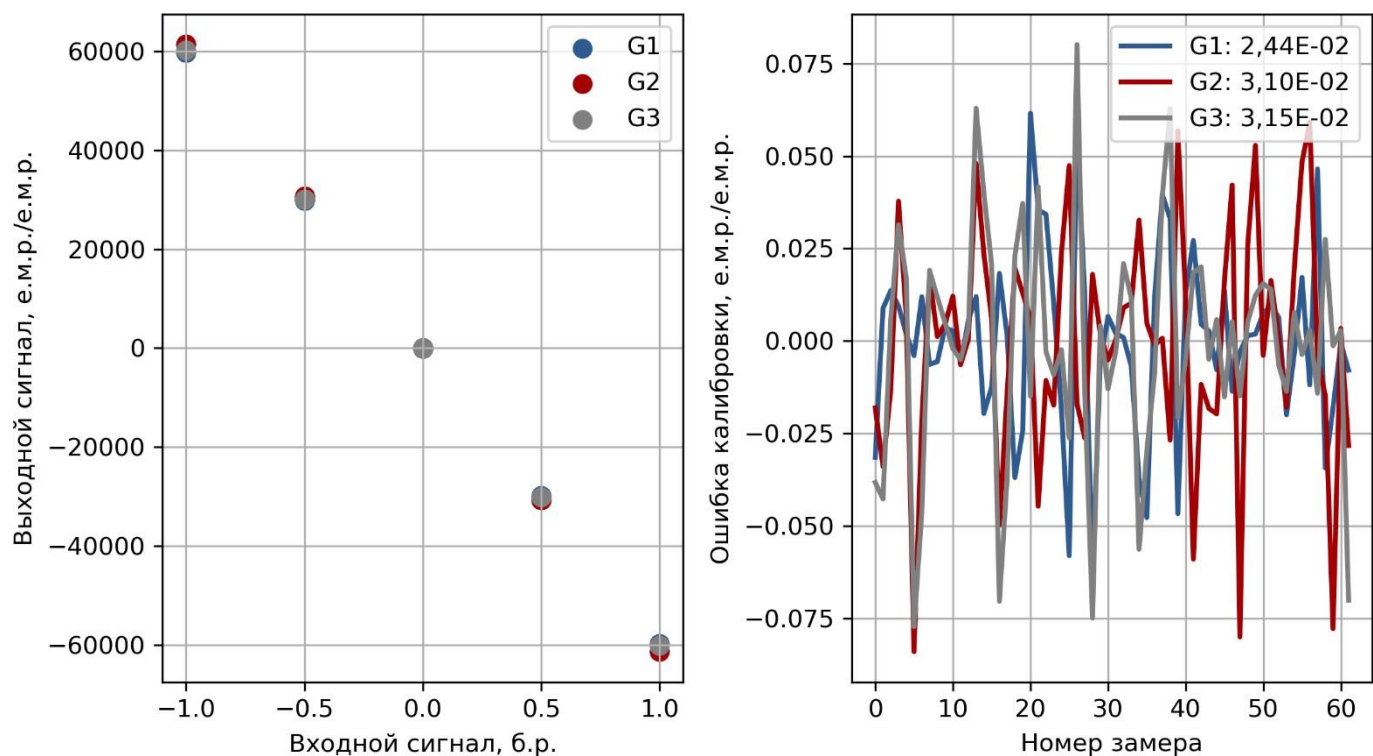 60000
40000
20000
0
−20000
−40000
−60000
Выходной сигнал, е.м.р./е.м.р.
G1
G2
G3
−1.0 −0.5 0.0 0.5 1.0
Входной сигнал, б.р.
0.075
0.050
0.025
0.000
−0.025
−0.050
−0.075
Ошибка калибровки, е.м.р./е.м.р.
G1: 2,44E-02
G2: 3,10E-02
G3: 3,15E-02
0 10 20 30 40 50 60
Номер замера